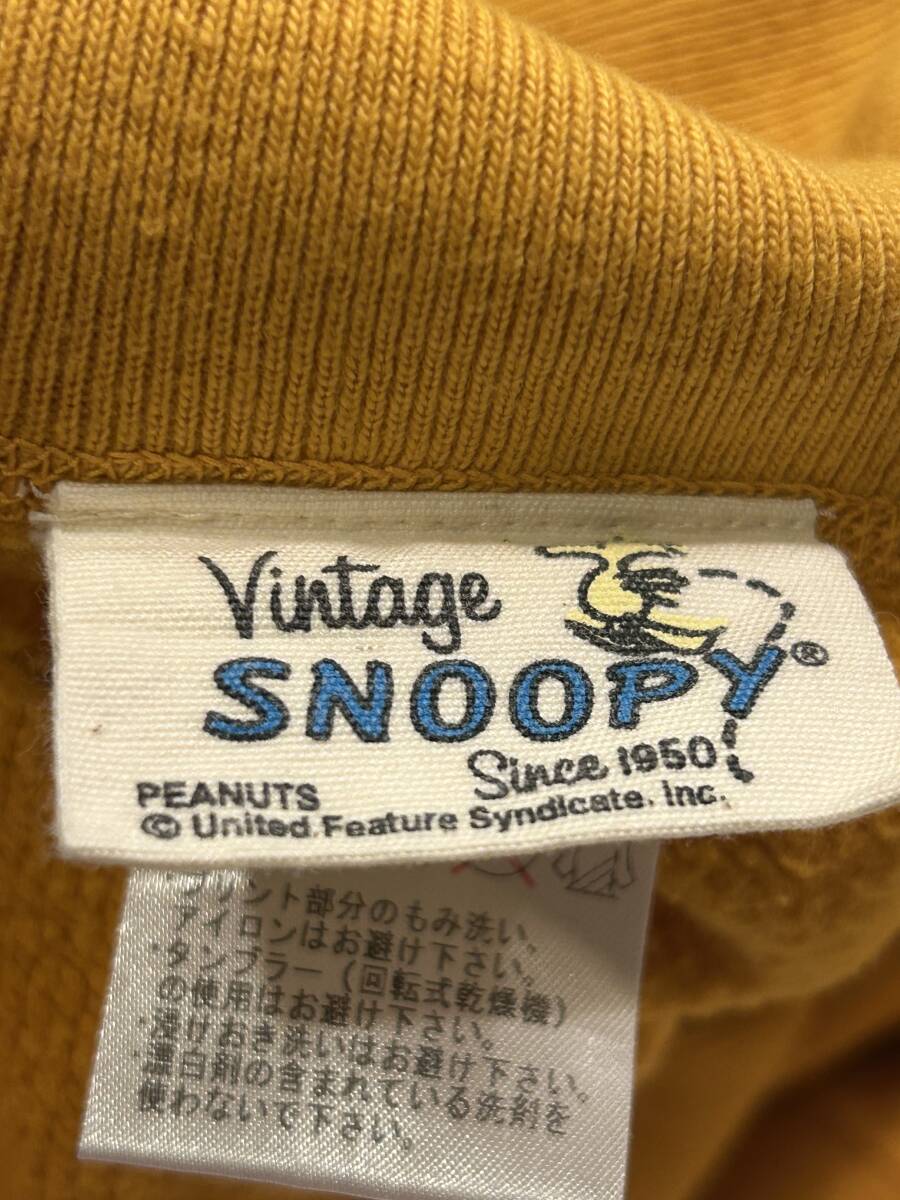 Vintage
SNOOPY®
Since 1950
PEANUTS
© United Feature Syndicate, Inc.
・プリント部分のもみ洗い、
アイロンはお避け下さい。
・タンブラー（回転式乾燥機）
の使用はお避け下さい。
・浸けおき洗いはお避け下さい。
・漂白剤の含まれている洗剤を
使わないで下さい。